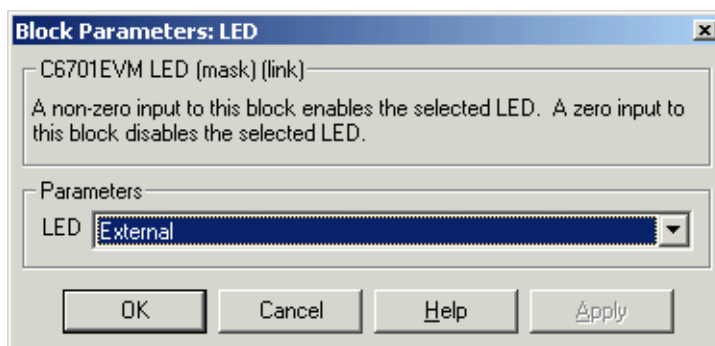 Block Parameters: LED
C6701EVM LED (mask) (link)
A non-zero input to this block enables the selected LED.  A zero input to
this block disables the selected LED.
Parameters
LED External
OK Cancel Help Apply